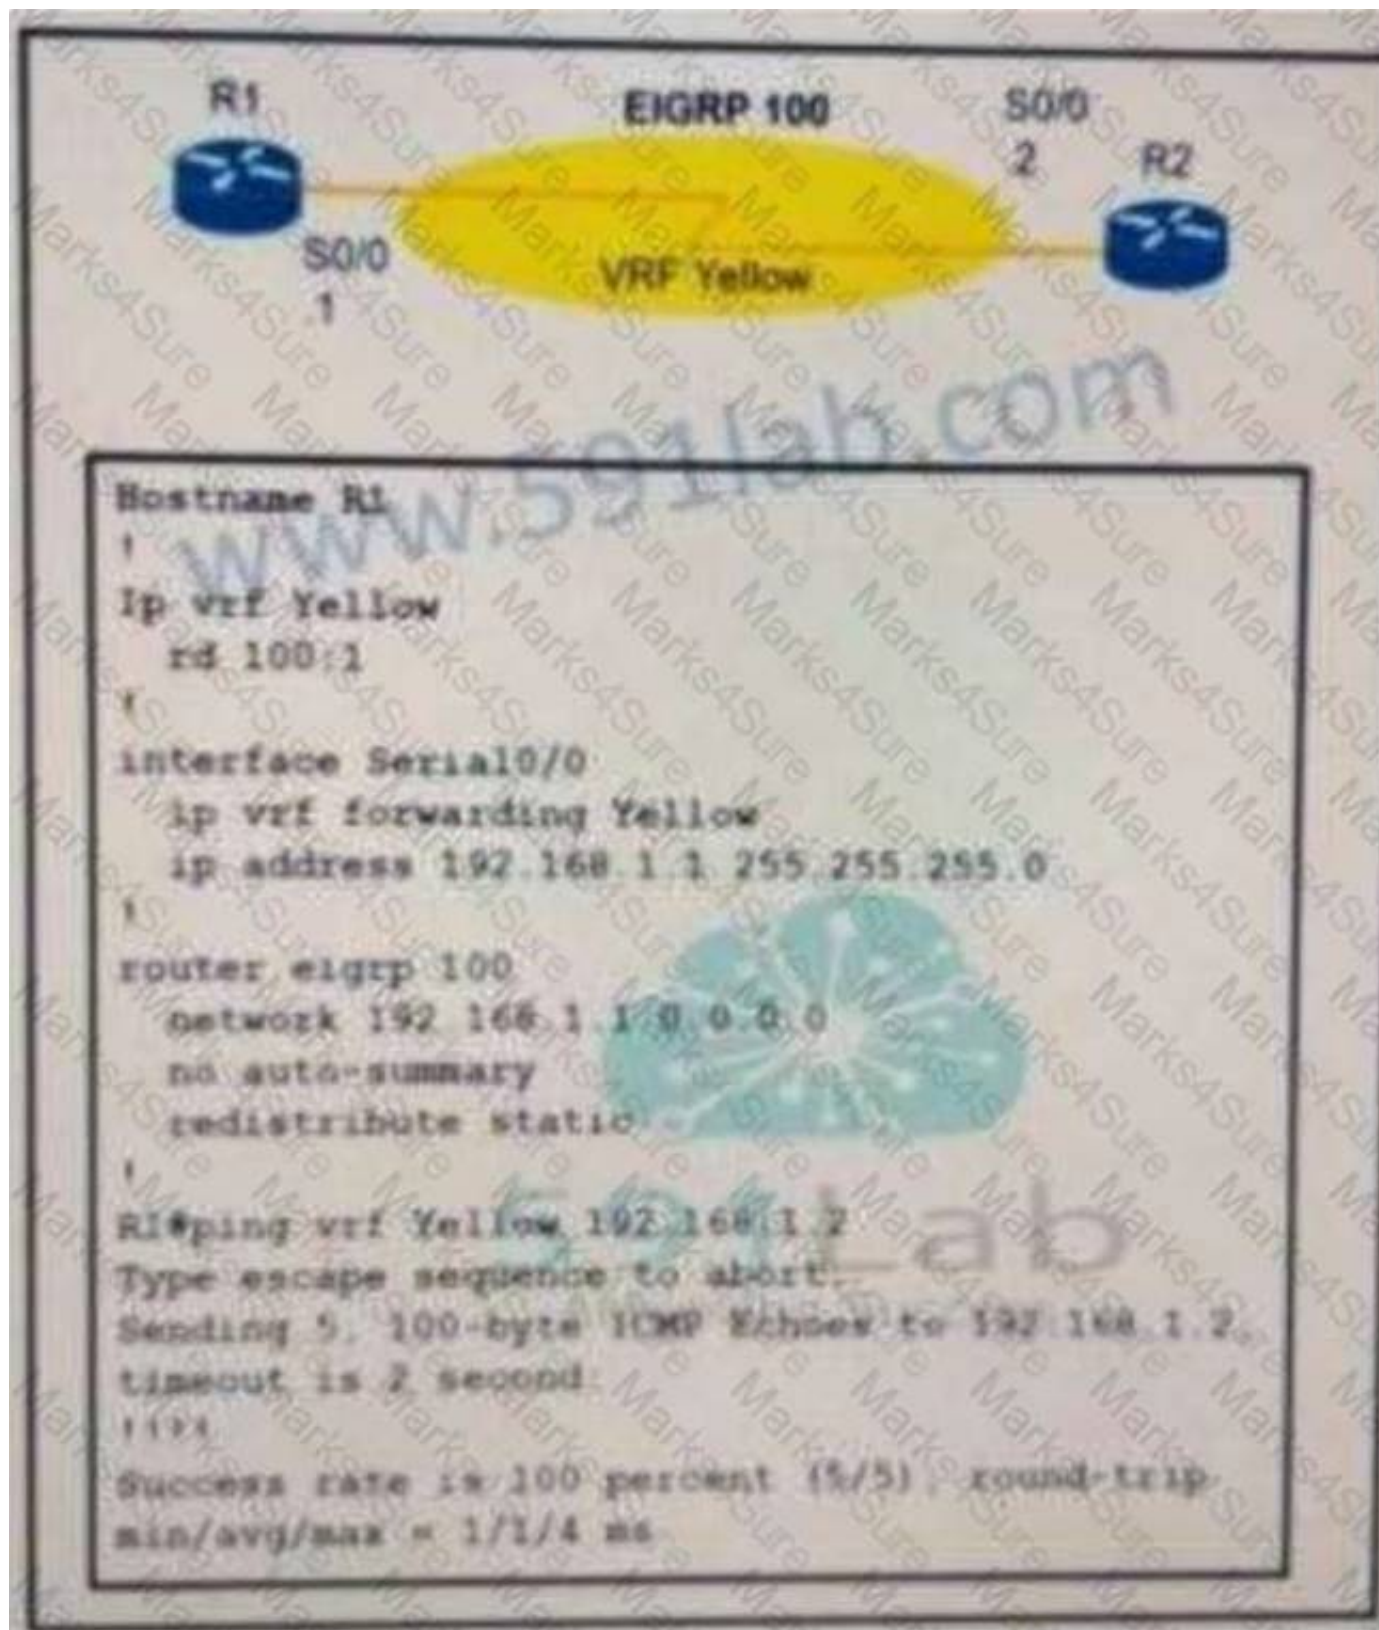 R1
EIGRP 100
S0/0
.2
R2
S0/0
.1
VRF Yellow
www.591lab.com
Hostname R1
!
Ip vrf Yellow
rd 100:1
!
interface Serial0/0
ip vrf forwarding Yellow
ip address 192.168.1.1 255.255.255.0
!
router eigrp 100
network 192.168.1.1 0.0.0.0
no auto-summary
redistribute static
!
591Lab
R1#ping vrf Yellow 192.168.1.2
Type escape sequence to abort.
Sending 5, 100-byte ICMP Echoes to 192.168.1.2,
timeout is 2 second:
!!!!
Success rate is 100 percent (5/5), round-trip
min/avg/max = 1/1/4 ms
Marks4Sure